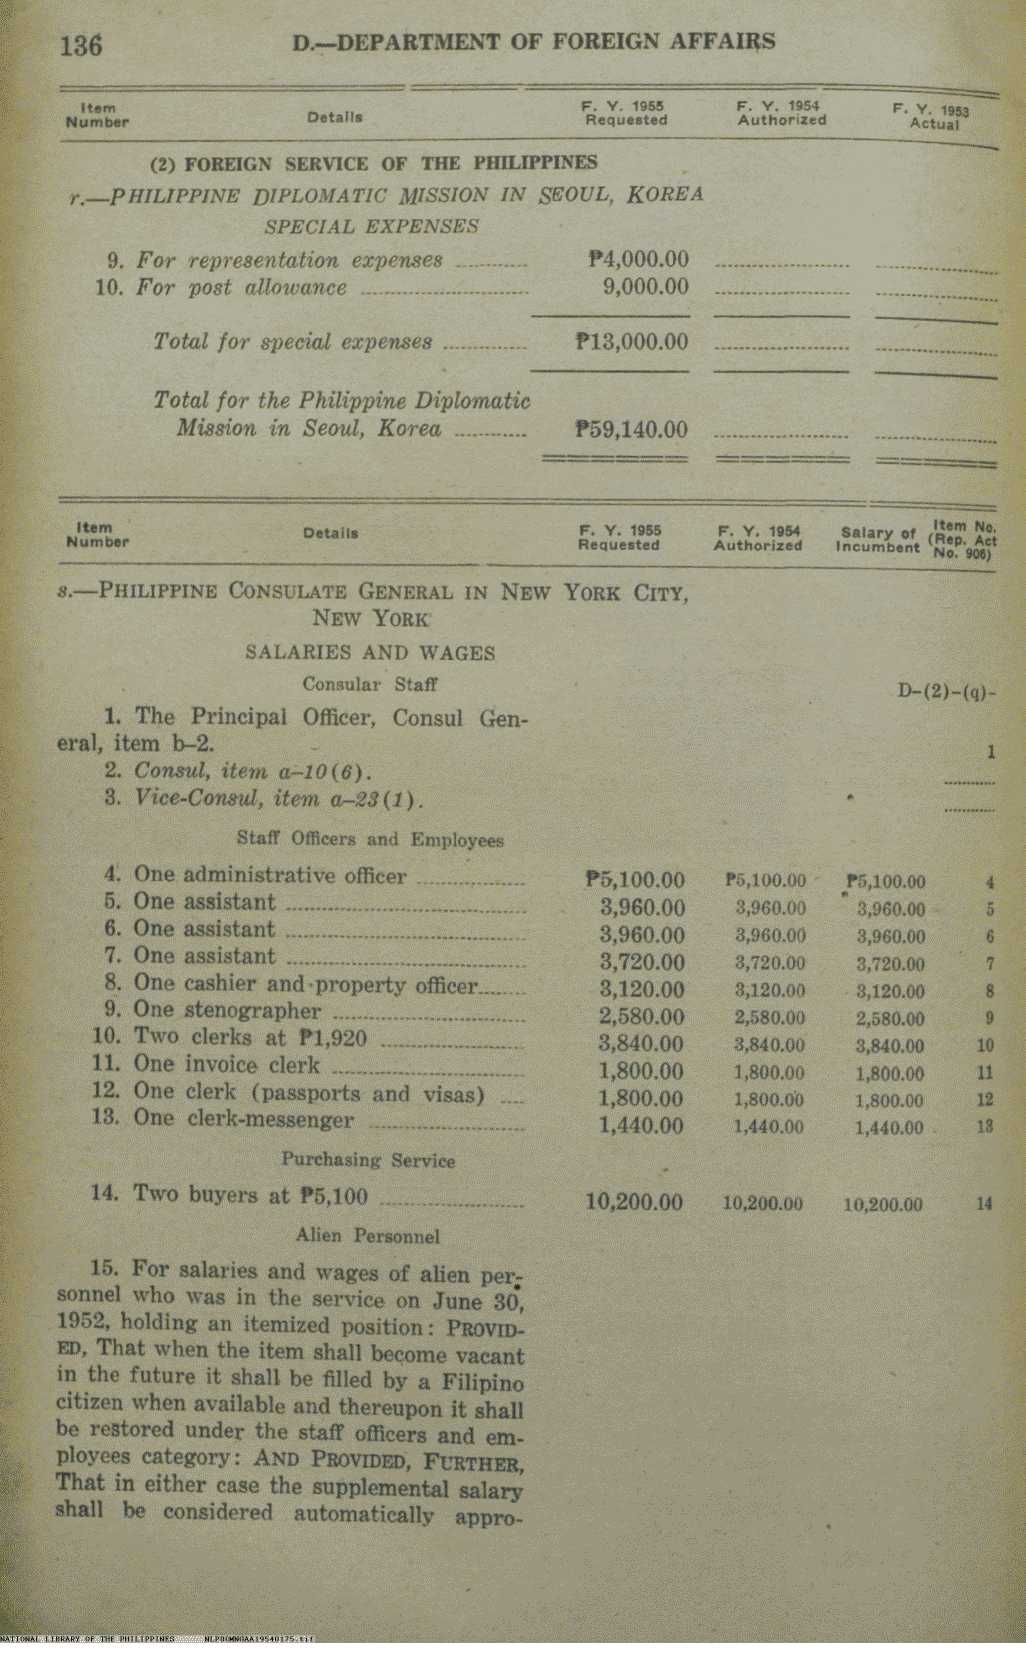 136
D.—DEPARTMENT OF FOREIGN AFFAIRS
Item Number Details F. Y. 1955 Requested F. Y. 1954 Authorized F. Y. 1953 Actual
(2) FOREIGN SERVICE OF THE PHILIPPINES
r.—PHILIPPINE DIPLOMATIC MISSION IN SEOUL, KOREA
SPECIAL EXPENSES
9. For representation expenses ............ ₱4,000.00 ........................ ........................
10. For post allowance ............................ 9,000.00 ........................ ........................
Total for special expenses .............. ₱13,000.00 ........................ ........................
Total for the Philippine Diplomatic
Mission in Seoul, Korea ............ ₱59,140.00 ........................ ........................
Item Number Details F. Y. 1955 Requested F. Y. 1954 Authorized Salary of Incumbent Item No. (Rep. Act No. 906)
s.—PHILIPPINE CONSULATE GENERAL IN NEW YORK CITY,
NEW YORK
SALARIES AND WAGES
Consular Staff
D-(2)-(q)-
1. The Principal Officer, Consul Gen-
eral, item b-2. 1
2. Consul, item a-10(6). ............
3. Vice-Consul, item a-23(1). ............
Staff Officers and Employees
4. One administrative officer .................. ₱5,100.00 ₱5,100.00 ₱5,100.00 4
5. One assistant ........................................ 3,960.00 3,960.00 3,960.00 5
6. One assistant ........................................ 3,960.00 3,960.00 3,960.00 6
7. One assistant ........................................ 3,720.00 3,720.00 3,720.00 7
8. One cashier and property officer........ 3,120.00 3,120.00 3,120.00 8
9. One stenographer ................................ 2,580.00 2,580.00 2,580.00 9
10. Two clerks at ₱1,920 ........................ 3,840.00 3,840.00 3,840.00 10
11. One invoice clerk ................................ 1,800.00 1,800.00 1,800.00 11
12. One clerk (passports and visas) .... 1,800.00 1,800.00 1,800.00 12
13. One clerk-messenger .......................... 1,440.00 1,440.00 1,440.00 13
Purchasing Service
14. Two buyers at ₱5,100 ........................ 10,200.00 10,200.00 10,200.00 14
Alien Personnel
15. For salaries and wages of alien per-
sonnel who was in the service on June 30,
1952, holding an itemized position: PROVID-
ED, That when the item shall become vacant
in the future it shall be filled by a Filipino
citizen when available and thereupon it shall
be restored under the staff officers and em-
ployees category: AND PROVIDED, FURTHER,
That in either case the supplemental salary
shall be considered automatically appro-
NATIONAL LIBRARY OF THE PHILIPPINES NLP00MN0AA19540175.tif